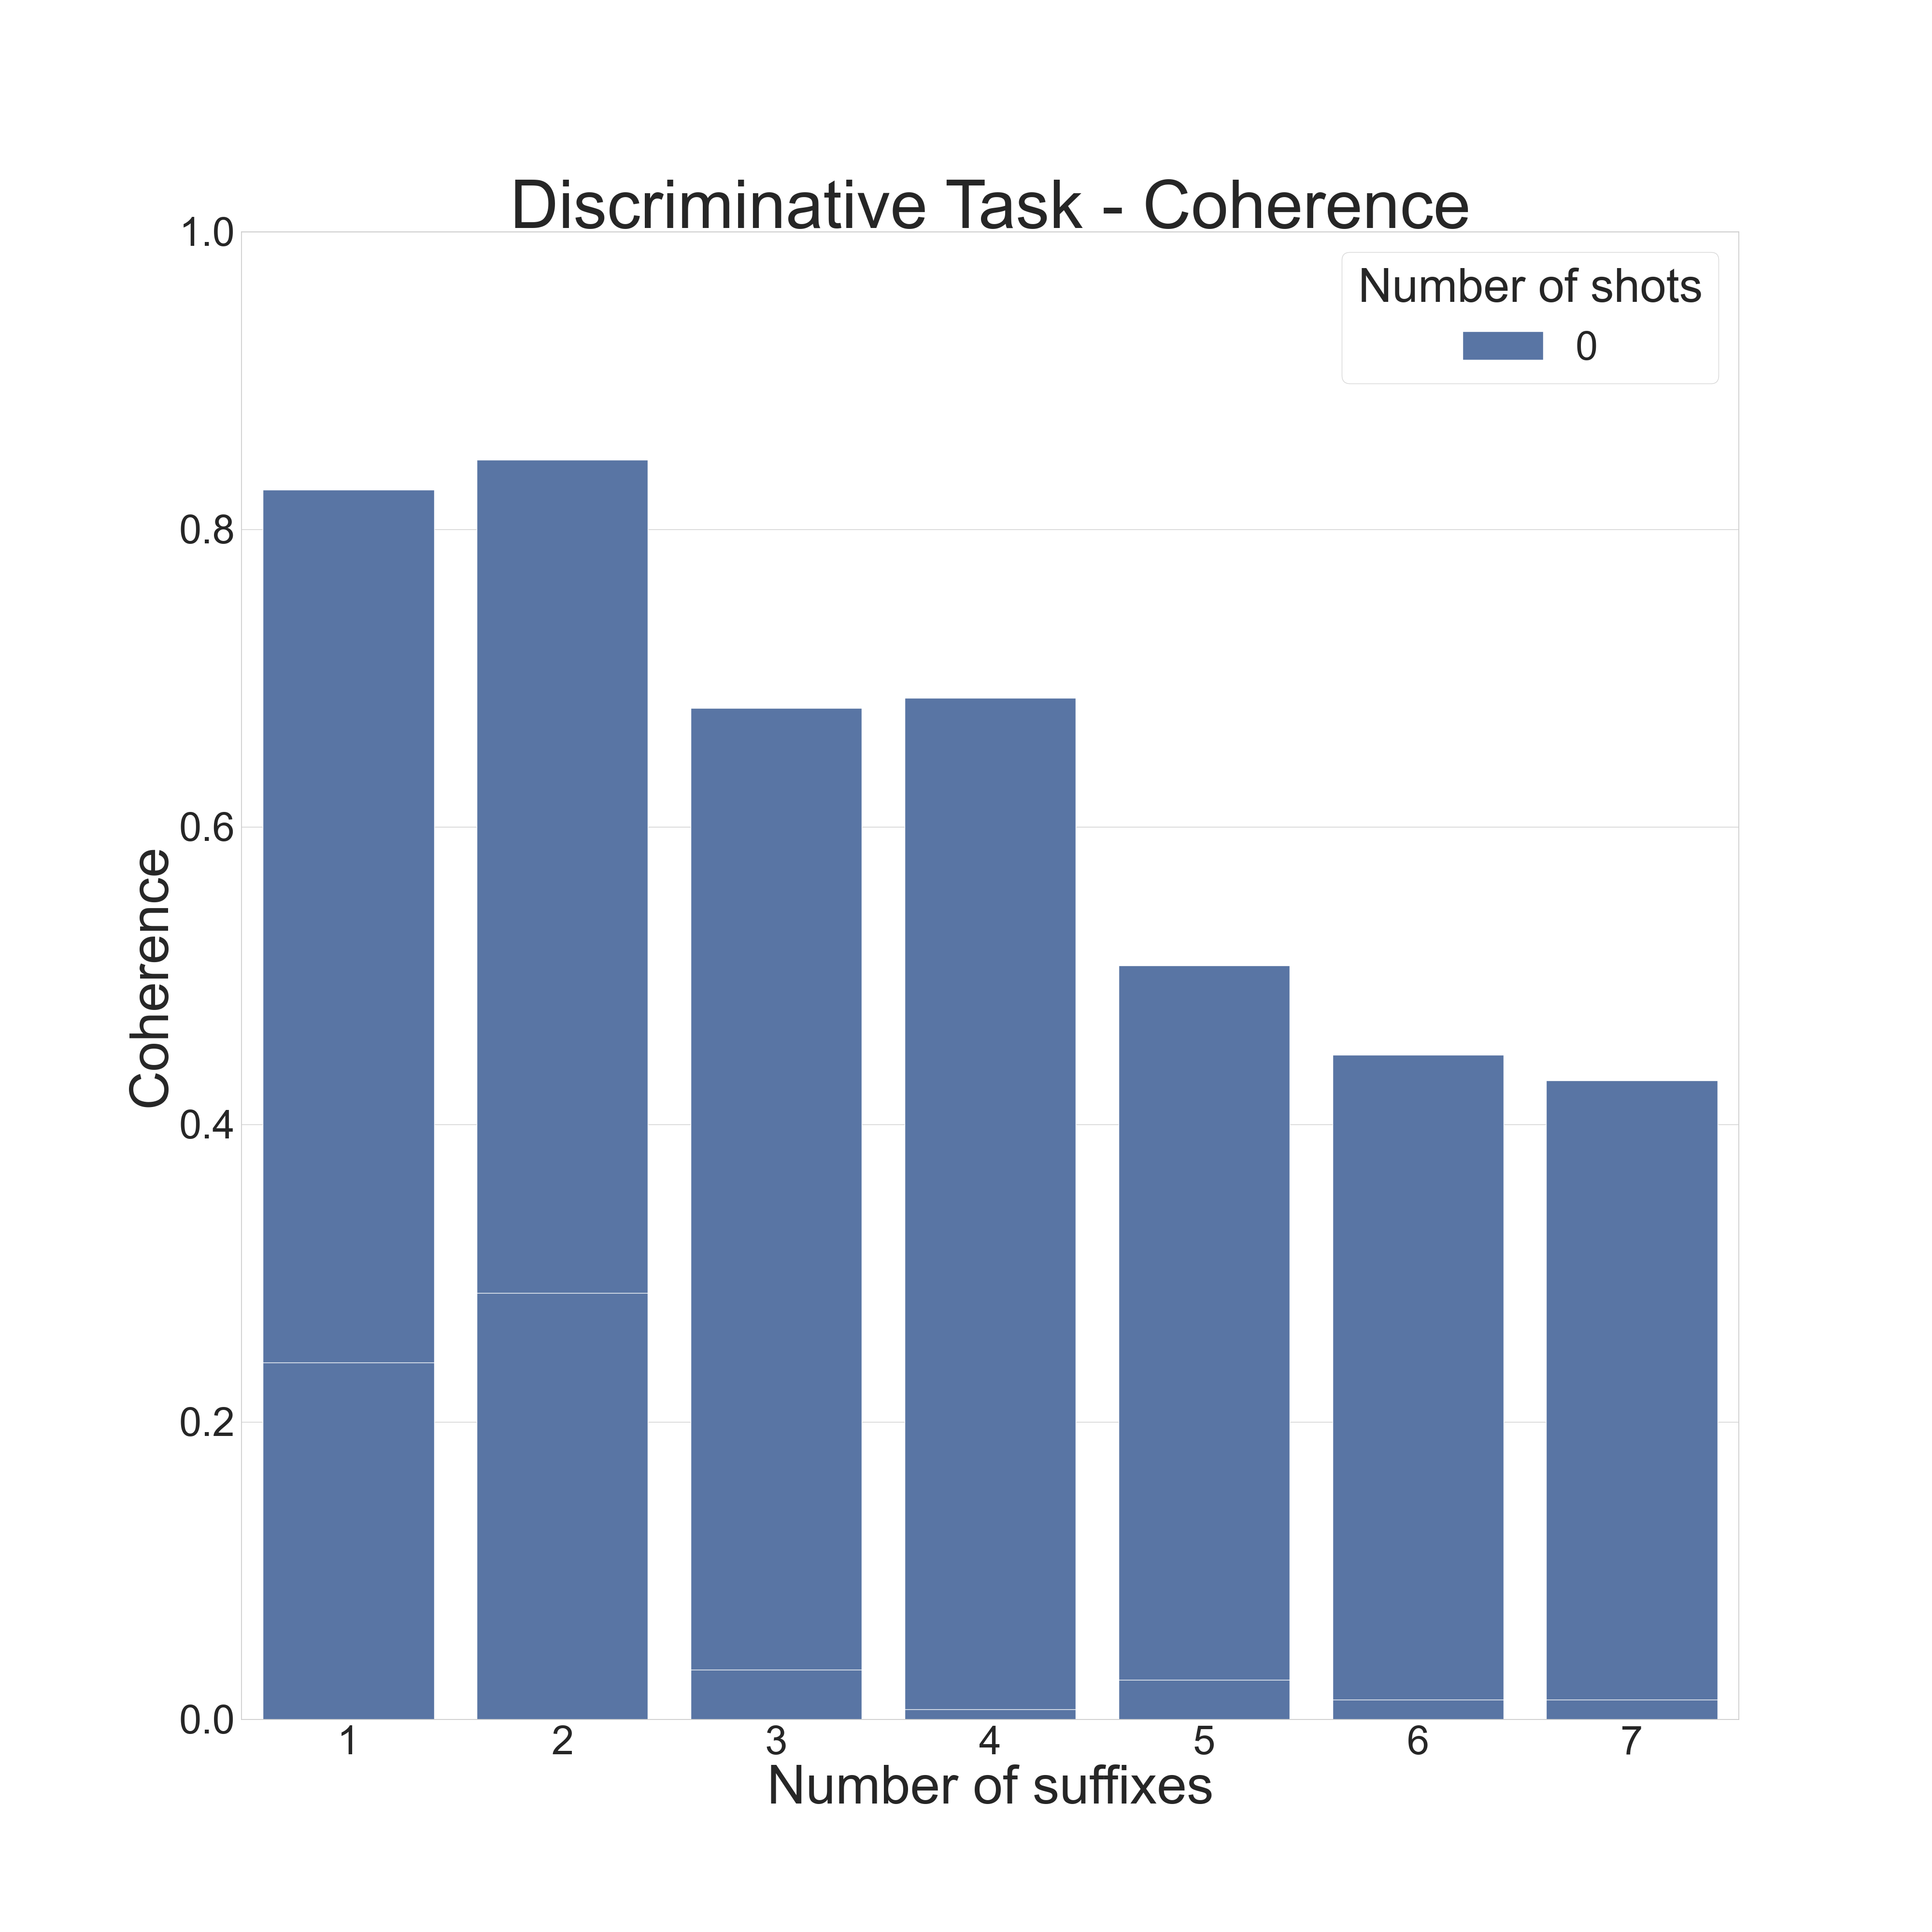 Discriminative Task - Coherence
1.0
0.8
0.6
0.4
0.2
0.0
Coherence
Number of shots
0
1 2 3 4 5 6 7
Number of suffixes